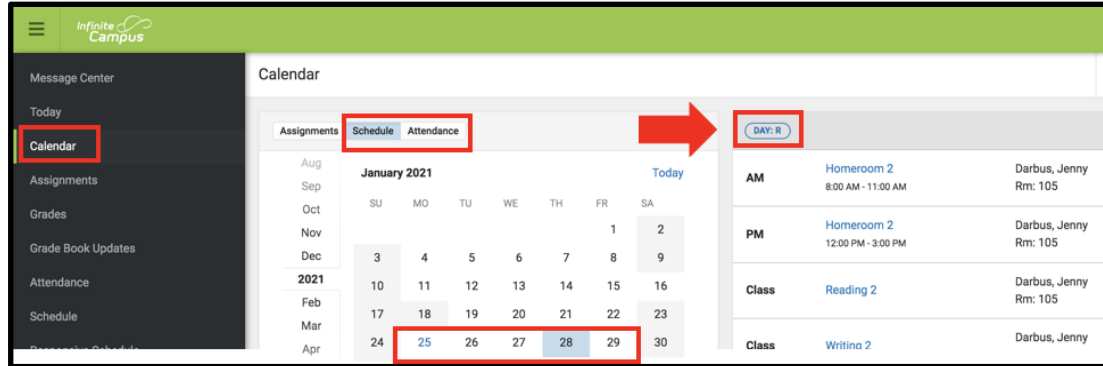 Infinite
Campus
Message Center
Today
Calendar
Assignments
Grades
Grade Book Updates
Attendance
Schedule
Responsive Schedule
Calendar
Assignments Schedule Attendance
Aug
Sep
Oct
Nov
Dec
2021
Feb
Mar
Apr
January 2021 Today
SU MO TU WE TH FR SA
1 2
3 4 5 6 7 8 9
10 11 12 13 14 15 16
17 18 19 20 21 22 23
24 25 26 27 28 29 30
DAY: R
AM Homeroom 2 Darbus, Jenny
8:00 AM - 11:00 AM Rm: 105
PM Homeroom 2 Darbus, Jenny
12:00 PM - 3:00 PM Rm: 105
Class Reading 2 Darbus, Jenny
Rm: 105
Class Writing 2 Darbus, Jenny